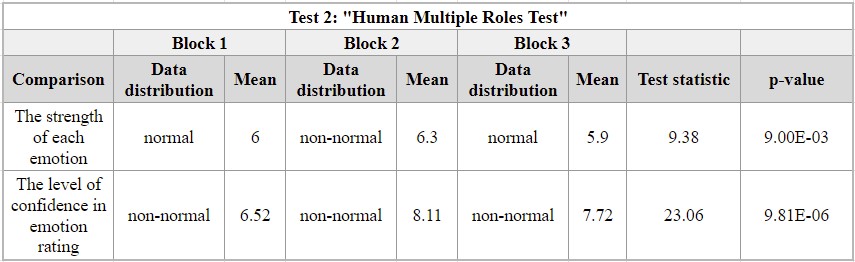 Test 2: "Human Multiple Roles Test"
Block 1 Block 2 Block 3
Comparison Data distribution Mean Data distribution Mean Data distribution Mean Test statistic p-value
The strength of each emotion normal 6 non-normal 6.3 normal 5.9 9.38 9.00E-03
The level of confidence in emotion rating non-normal 6.52 non-normal 8.11 non-normal 7.72 23.06 9.81E-06